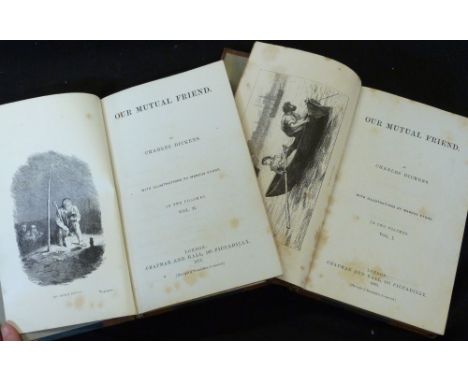 OUR MUTUAL FRIEND.
BY
CHARLES DICKENS.
WITH ILLUSTRATIONS BY MARCUS STONE.
IN TWO VOLUMES.
VOL. II.
LONDON:
CHAPMAN AND HALL, 193, PICCADILLY.
OUR MUTUAL FRIEND.
BY
CHARLES DICKENS.
WITH ILLUSTRATIONS BY MARCUS STONE.
IN TWO VOLUMES.
VOL. I.
LONDON:
CHAPMAN AND HALL, 193, PICCADILLY.